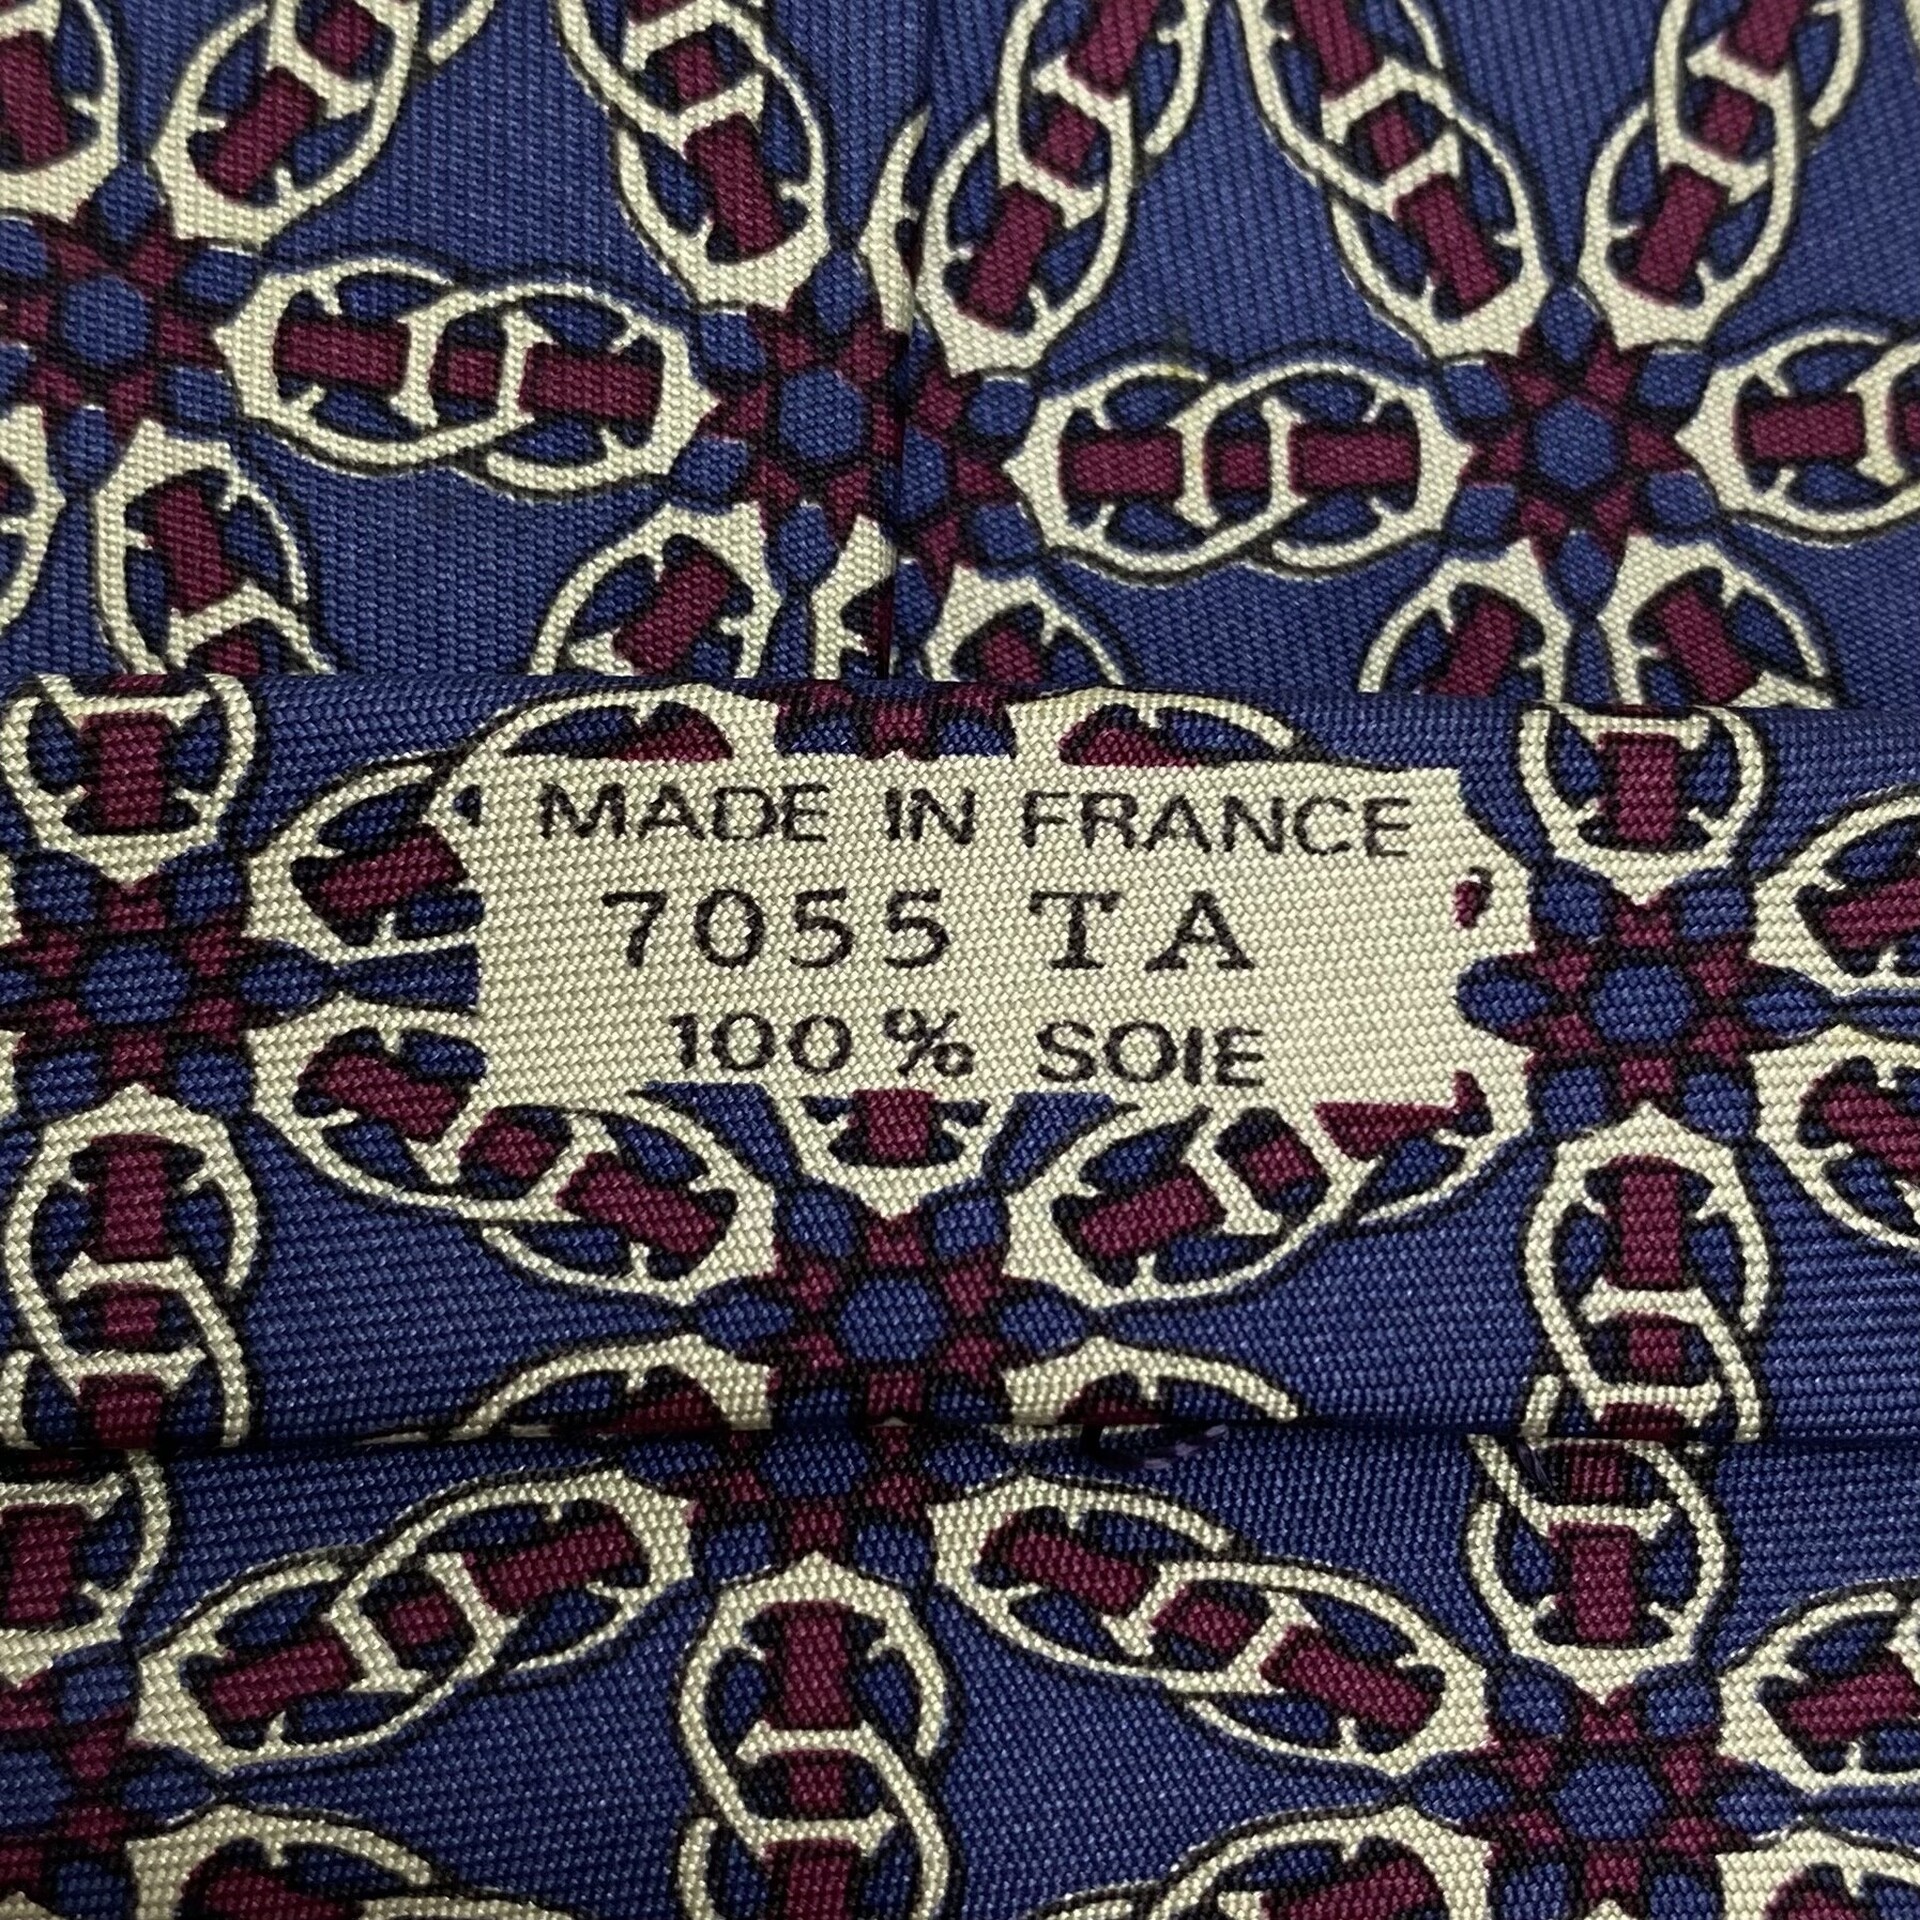 MADE IN FRANCE
7055 TA
100% SOIE